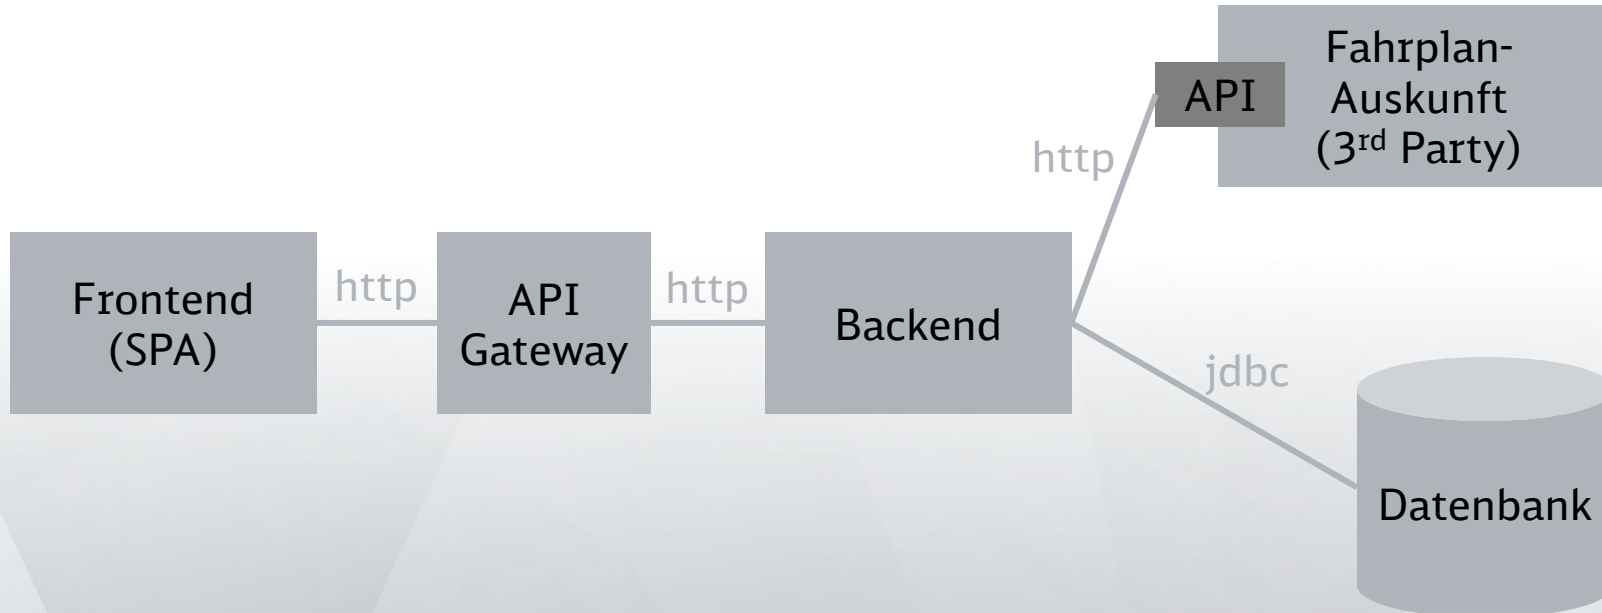 Fahrplan-
Auskunft
(3rd Party)
API
http
Frontend
(SPA)
http
API
Gateway
http
Backend
jdbc
Datenbank